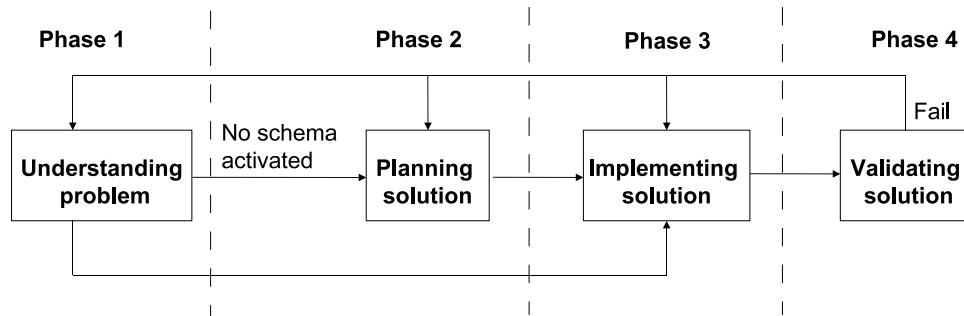 Phase 1
Phase 2
Phase 3
Phase 4
Fail
No schema
activated
Understanding
problem
Planning
solution
Implementing
solution
Validating
solution